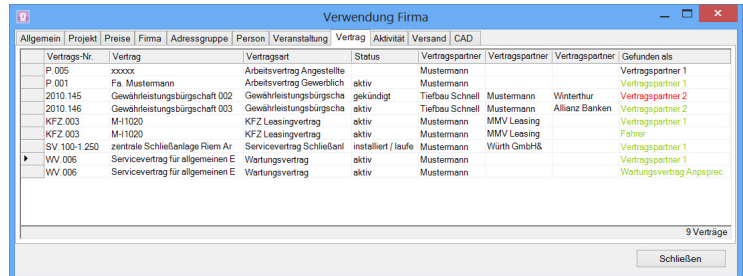 Verwendung Firma
Allgemein Projekt Preise Firma Adressgruppe Person Veranstaltung Vertrag Aktivität Versand CAD
Vertrags-Nr. Vertrag Vertragsart Status Vertragspartner Vertragspartner Vertragspartner Gefunden als
P.005 xxxxx Arbeitsvertrag Angestellte Mustermann Vertragspartner 1
P.001 Fa. Mustermann Arbeitsvertrag Gewerblich aktiv Mustermann Vertragspartner 1
2010.145 Gewährleistungsbürgschaft 002 Gewährleistungsbürgscha gekündigt Tiefbau Schnell Mustermann Winterthur Vertragspartner 2
2010.146 Gewährleistungsbürgschaft 003 Gewährleistungsbürgscha aktiv Tiefbau Schnell Mustermann Allianz Banken Vertragspartner 2
KFZ.003 M-I1020 KFZ Leasingvertrag aktiv Mustermann MMV Leasing Vertragspartner 1
KFZ.003 M-I1020 KFZ Leasingvertrag aktiv Mustermann MMV Leasing Fahrer
SV.100-1.250 zentrale Schließanlage Riem Ar Servicevertrag Schließanl installiert / laufe Mustermann Würth GmbH& Vertragspartner 1
WV.006 Servicevertrag für allgemeinen E Wartungsvertrag aktiv Mustermann Vertragspartner 1
WV.006 Servicevertrag für allgemeinen E Wartungsvertrag aktiv Mustermann Wartungsvertrag Anpsprec
9 Verträge
Schließen